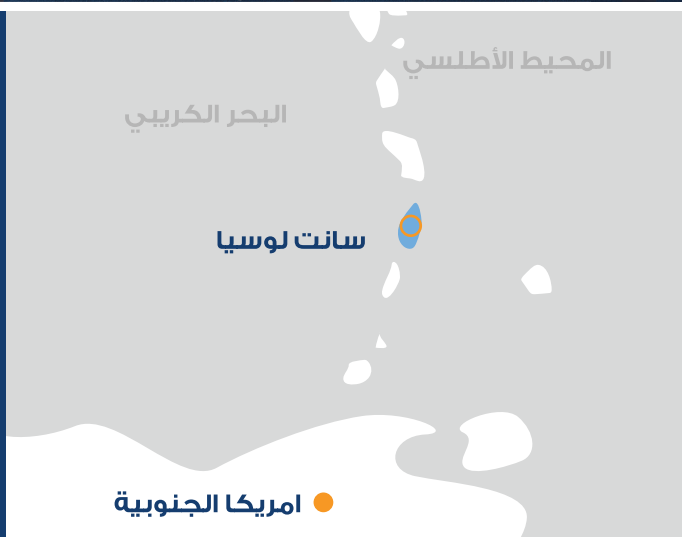 المحيط الأطلسي
البحر الكريبي
سانت لوسيا
امريكا الجنوبية